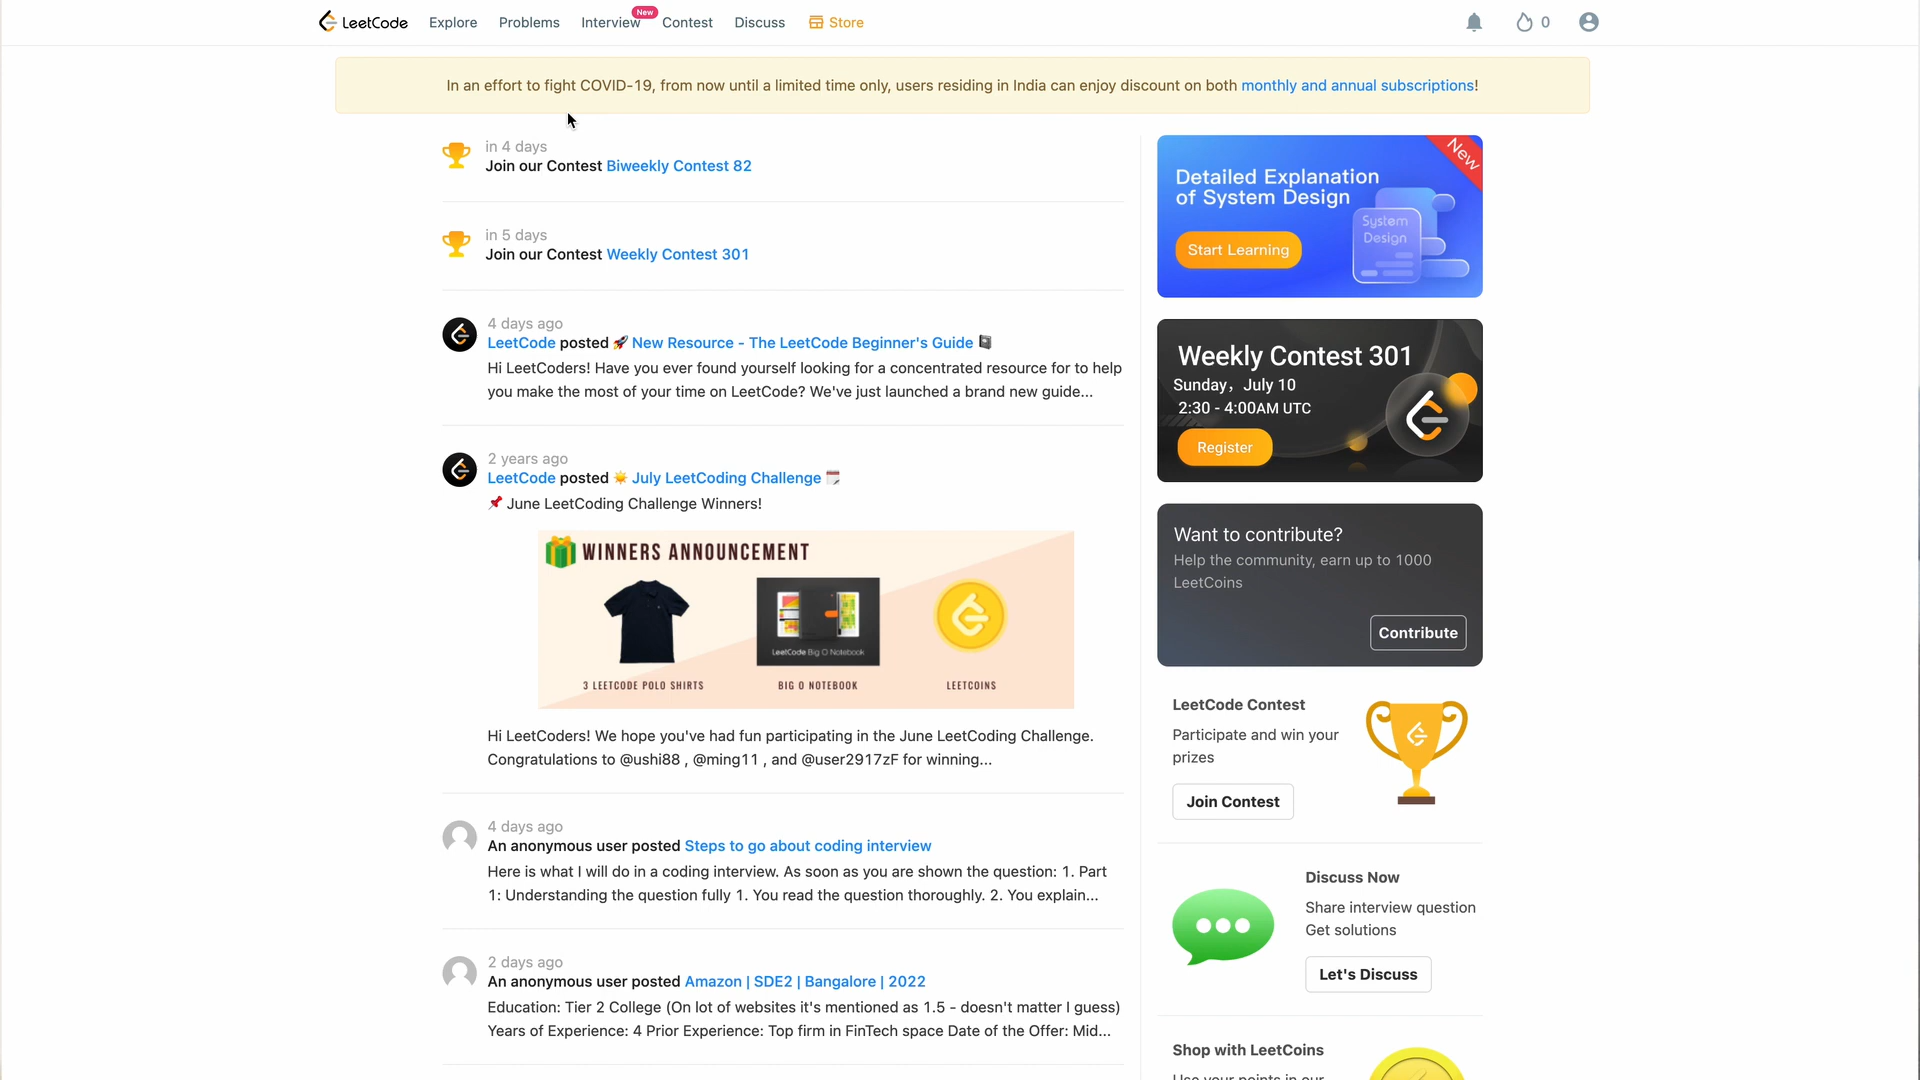 LeetCode Explore Problems Interview New Contest Discuss Store 0
In an effort to fight COVID-19, from now until a limited time only, users residing in India can enjoy discount on both monthly and annual subscriptions!
in 4 days
Join our Contest Biweekly Contest 82
in 5 days
Join our Contest Weekly Contest 301
4 days ago
LeetCode posted 🚀 New Resource - The LeetCode Beginner's Guide 📓
Hi LeetCoders! Have you ever found yourself looking for a concentrated resource for to help
you make the most of your time on LeetCode? We've just launched a brand new guide...
2 years ago
LeetCode posted ☀️ July LeetCoding Challenge 🗓️
📌 June LeetCoding Challenge Winners!
WINNERS ANNOUNCEMENT
LeetCode Big O Notebook
3 LEETCODE POLO SHIRTS BIG O NOTEBOOK LEETCOINS
Hi LeetCoders! We hope you've had fun participating in the June LeetCoding Challenge.
Congratulations to @ushi88 , @ming11 , and @user2917zF for winning...
4 days ago
An anonymous user posted Steps to go about coding interview
Here is what I will do in a coding interview. As soon as you are shown the question: 1. Part
1: Understanding the question fully 1. You read the question thoroughly. 2. You explain...
2 days ago
An anonymous user posted Amazon | SDE2 | Bangalore | 2022
Education: Tier 2 College (On lot of websites it's mentioned as 1.5 - doesn't matter I guess)
Years of Experience: 4 Prior Experience: Top firm in FinTech space Date of the Offer: Mid...
New
Detailed Explanation
of System Design
System
Design
Start Learning
Weekly Contest 301
Sunday, July 10
2:30 - 4:00AM UTC
Register
Want to contribute?
Help the community, earn up to 1000
LeetCoins
Contribute
LeetCode Contest
Participate and win your
prizes
Join Contest
Discuss Now
Share interview question
Get solutions
Let's Discuss
Shop with LeetCoins
Use your points in our